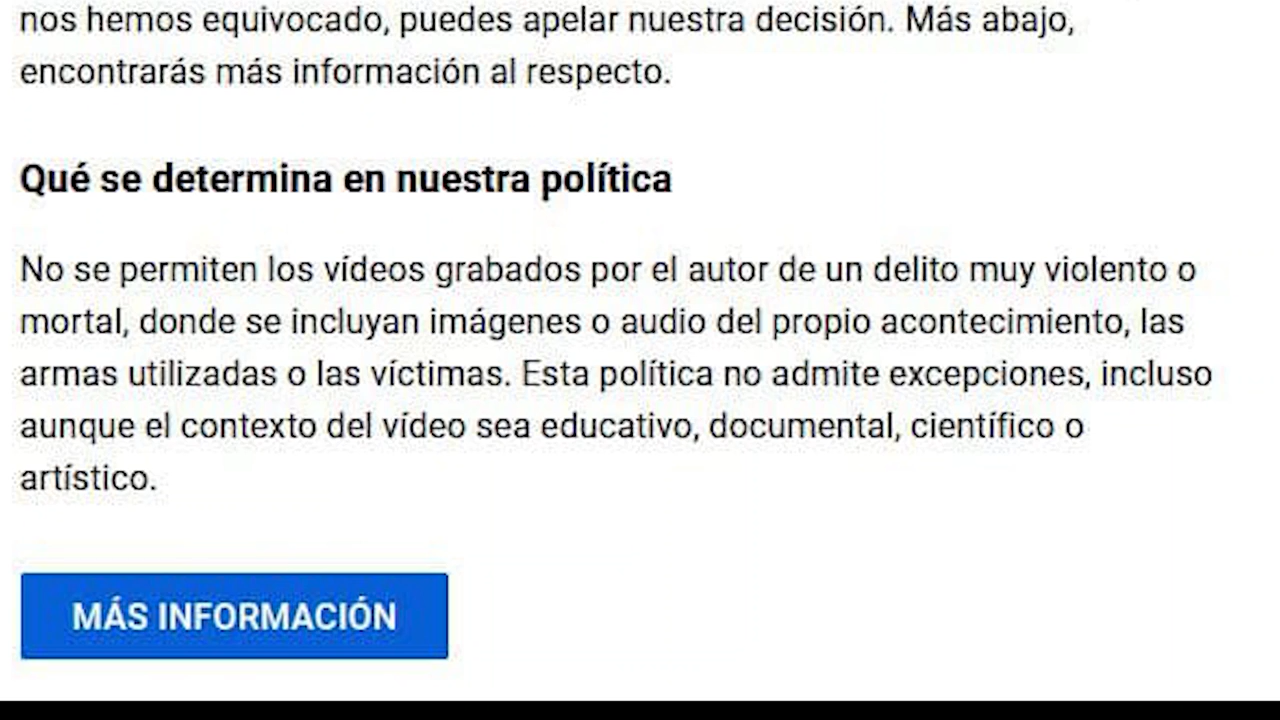 nos hemos equivocado, puedes apelar nuestra decisión. Más abajo,
encontrarás más información al respecto.
Qué se determina en nuestra política
No se permiten los vídeos grabados por el autor de un delito muy violento o
mortal, donde se incluyan imágenes o audio del propio acontecimiento, las
armas utilizadas o las víctimas. Esta política no admite excepciones, incluso
aunque el contexto del vídeo sea educativo, documental, científico o
artístico.
MÁS INFORMACIÓN